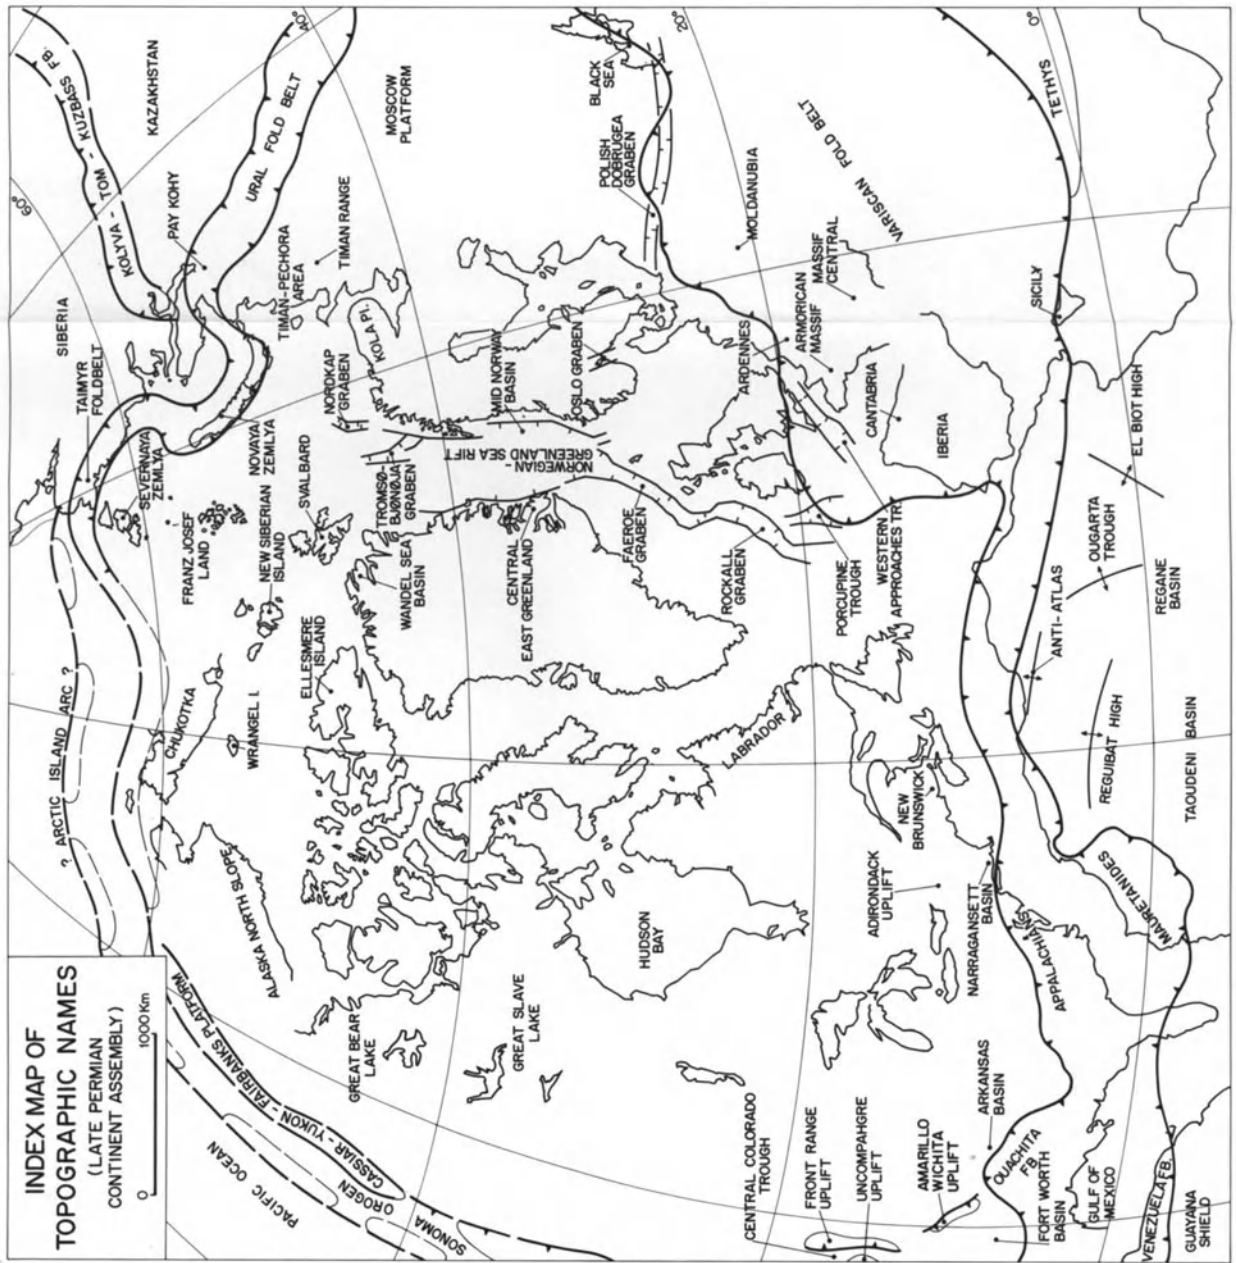 INDEX MAP OF
TOPOGRAPHIC NAMES
(LATE PERMIAN
CONTINENT ASSEMBLY)
0 1000 Km
? ARCTIC ISLAND ARC ?
TAIMYR
FOLDBELT
SIBERIA
60°
KOLYVA - TOM - KUZBASS FB.
KAZAKHSTAN
40°
PAY KOHY
URAL FOLD BELT
MOSCOW
PLATFORM
SEVERNAYA
ZEMLYA
FRANZ JOSEF
LAND
NOVAYA
ZEMLYA
NEW SIBERIAN
ISLAND
SVALBARD
TIMAN-PECHORA
AREA
TIMAN RANGE
NORDKAP
GRABEN
KOLA PI.
CHUKOTKA
WRANGEL I.
ELLESMERE
ISLAND
WANDEL SEA
BASIN
TROMSØ-
BJØNØJA-
GRABEN
ALASKA NORTH SLOPE
PACIFIC OCEAN
SONOMA OROGEN
CASSIAR - YUKON - FAIRBANKS PLATFORM
GREAT BEAR
LAKE
GREAT SLAVE
LAKE
HUDSON
BAY
LABRADOR
CENTRAL
EAST GREENLAND
NORWEGIAN -
GREEENLAND SEA RIFT
MID NORWAY
BASIN
OSLO GRABEN
FAEROE
GRABEN
ROCKALL
GRABEN
PORCUPINE
TROUGH
WESTERN
APPROACHES TR.
ARDENNES
ARMORICAN
MASSIF
MASSIF
CENTRAL
MOLDANUBIA
POLISH
DOBRUGEA
GRABEN
BLACK
SEA
20°
VARISCAN FOLD BELT
CANTABRIA
IBERIA
SICILY
TETHYS
0°
CENTRAL COLORADO
TROUGH
FRONT RANGE
UPLIFT
UNCOMPAHGRE
UPLIFT
AMARILLO
WICHITA
UPLIFT
ARKANSAS
BASIN
OUACHITA
FB.
FORT WORTH
BASIN
GULF OF
MEXICO
VENEZUELA FB.
GUAYANA
SHIELD
ADIRONDACK
UPLIFT
NEW
BRUNSWICK
NARRAGANSETT
BASIN
APPALACHIANS
MAURETANIDES
REGUIBAT HIGH
TAOUDENI BASIN
ANTI-ATLAS
OUGARTA
TROUGH
REGANE
BASIN
EL BIOT HIGH